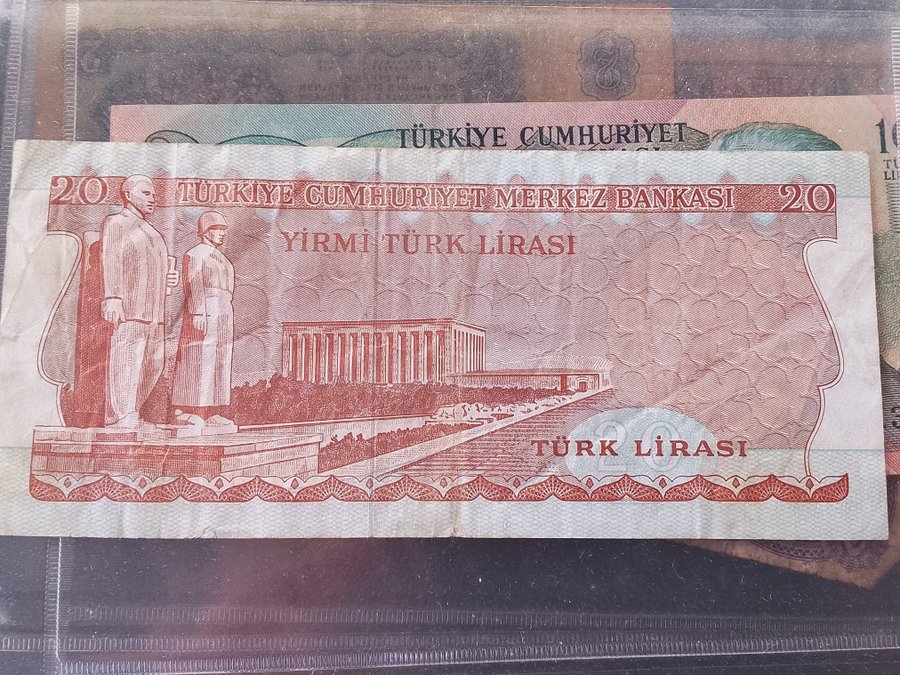 TÜRKİYE CUMHURİYET
10
20 TÜRKİYE CUMHURİYET MERKEZ BANKASI 20
YİRMİ TÜRK LİRASI
20
TÜRK LİRASI